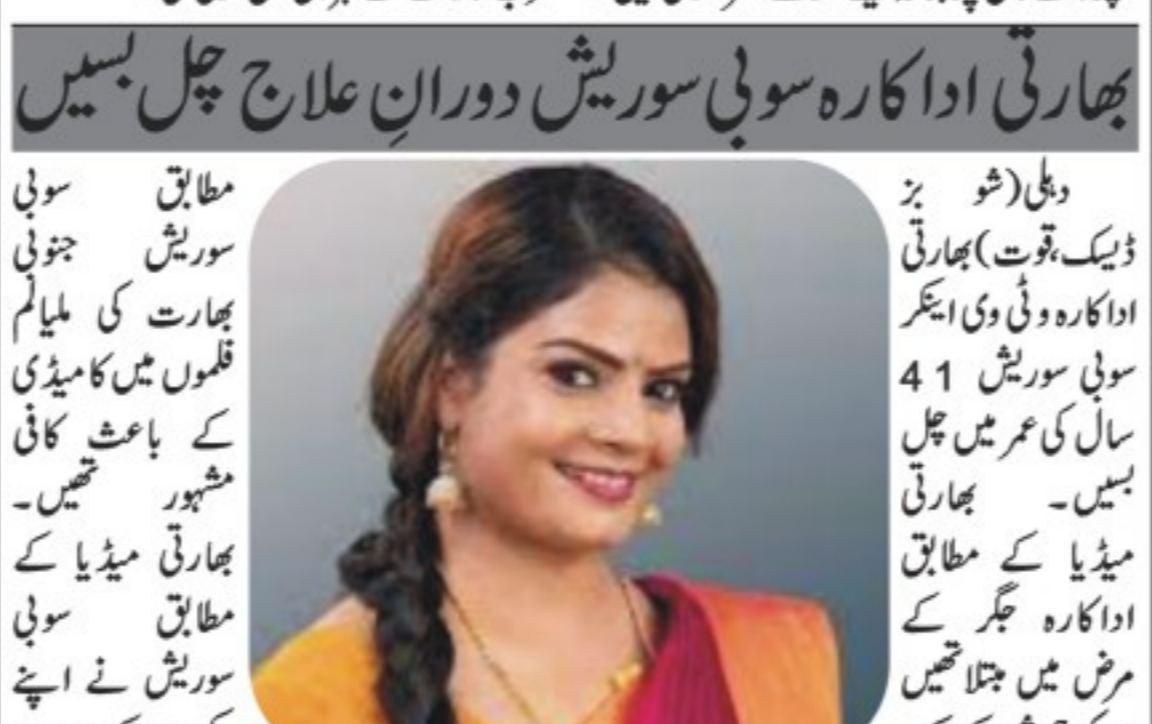 بھارتی اداکارہ سوبی سوریش دورانِ علاج چل بسیں
دہلی(شو بز
ڈیسک،قوت)بھارتی
اداکارہ و ٹی وی اینکر
سوبی سوریش 41
سال کی عمر میں چل
بسیں۔ بھارتی
میڈیا کے مطابق
اداکارہ جگر کے
مرض میں مبتلا تھیں
مطابق سوبی
سوریش جنوبی
بھارت کی ملیالم
فلموں میں کامیڈی
کے باعث کافی
مشہور تھیں۔
بھارتی میڈیا کے
مطابق سوبی
سوریش نے اپنے